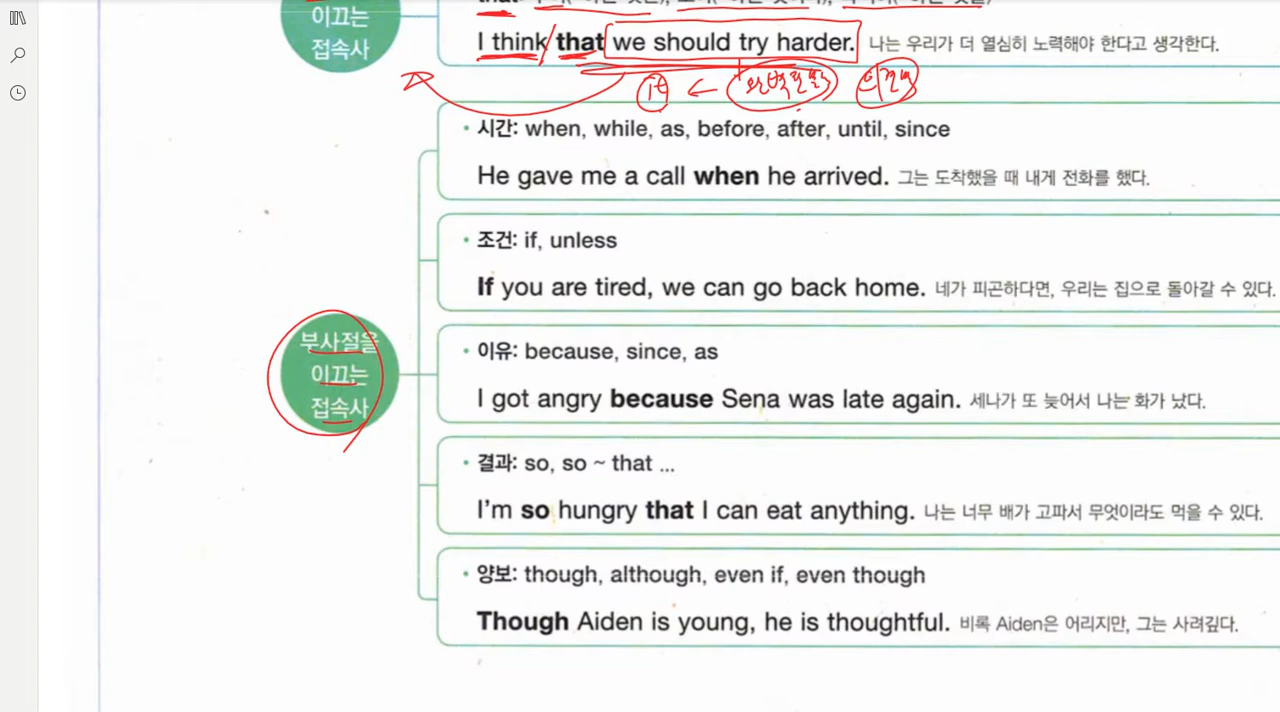 이끄는
접속사
I think that we should try harder. 나는 우리가 더 열심히 노력해야 한다고 생각한다.
it ←
• 시간: when, while, as, before, after, until, since
He gave me a call when he arrived. 그는 도착했을 때 내게 전화를 했다.
• 조건: if, unless
If you are tired, we can go back home. 네가 피곤하다면, 우리는 집으로 돌아갈 수 있다.
부사절을
이끄는
접속사
• 이유: because, since, as
I got angry because Sena was late again. 세나가 또 늦어서 나는 화가 났다.
• 결과: so, so ~ that ...
I'm so hungry that I can eat anything. 나는 너무 배가 고파서 무엇이라도 먹을 수 있다.
• 양보: though, although, even if, even though
Though Aiden is young, he is thoughtful. 비록 Aiden은 어리지만, 그는 사려깊다.